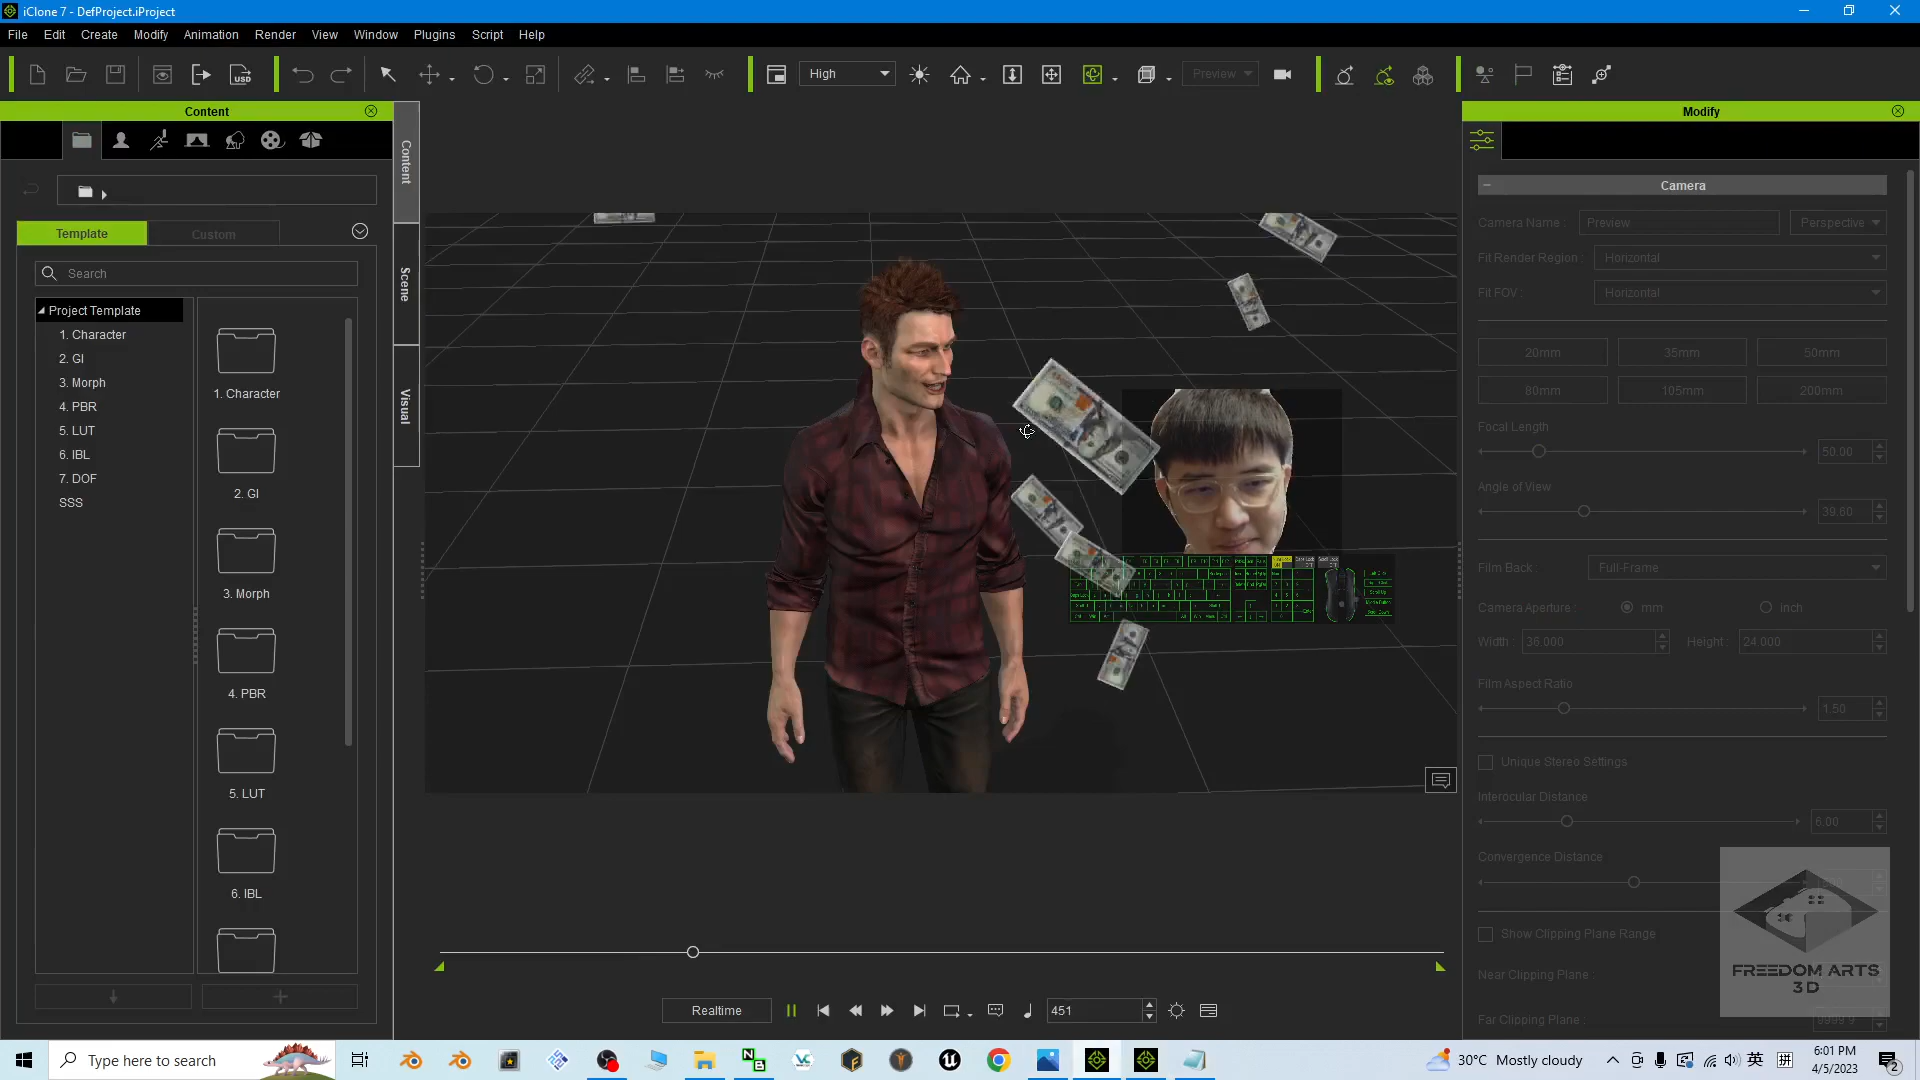 iClone 7 - DefProject.iProject
File Edit Create Modify Animation Render View Window Plugins Script Help
USD
High
Preview
Content
Modify
Content
Scene
Visual
Template
Custom
Search
Project Template
1. Character
2. GI
3. Morph
4. PBR
5. LUT
6. IBL
7. DOF
SSS
1. Character
2. GI
3. Morph
4. PBR
5. LUT
6. IBL
Camera
Camera Name : Preview Perspective
Fit Render Region : Horizontal
Fit FOV : Horizontal
20mm 35mm 50mm
80mm 105mm 200mm
Focal Length
50.00
Angle of View
39.60
Film Back : Full-Frame
Camera Aperture : mm inch
Width : 36.000 Height : 24.000
Film Aspect Ratio
1.50
Unique Stereo Settings
Interocular Distance
6.00
Convergence Distance
Show Clipping Plane Range
Near Clipping Plane :
Far Clipping Plane :
FREEDOM ARTS
3D
Realtime
451
Type here to search
30°C Mostly cloudy
英
拼
6:01 PM
4/5/2023
2